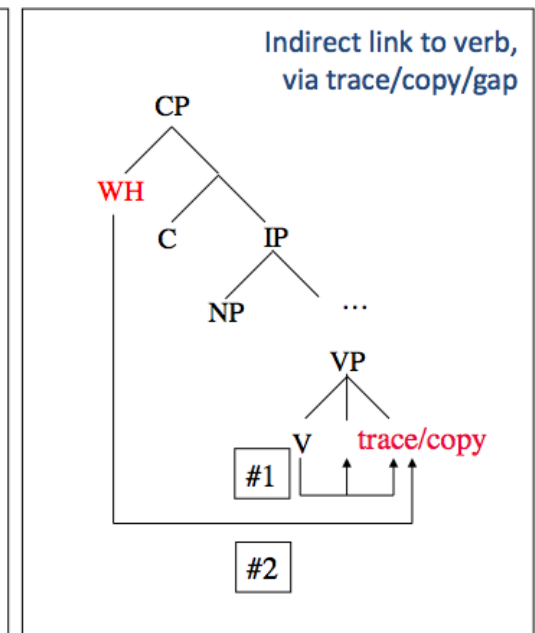 Indirect link to verb,
via trace/copy/gap
CP
WH
C
IP
NP
...
VP
V
trace/copy
#1
#2